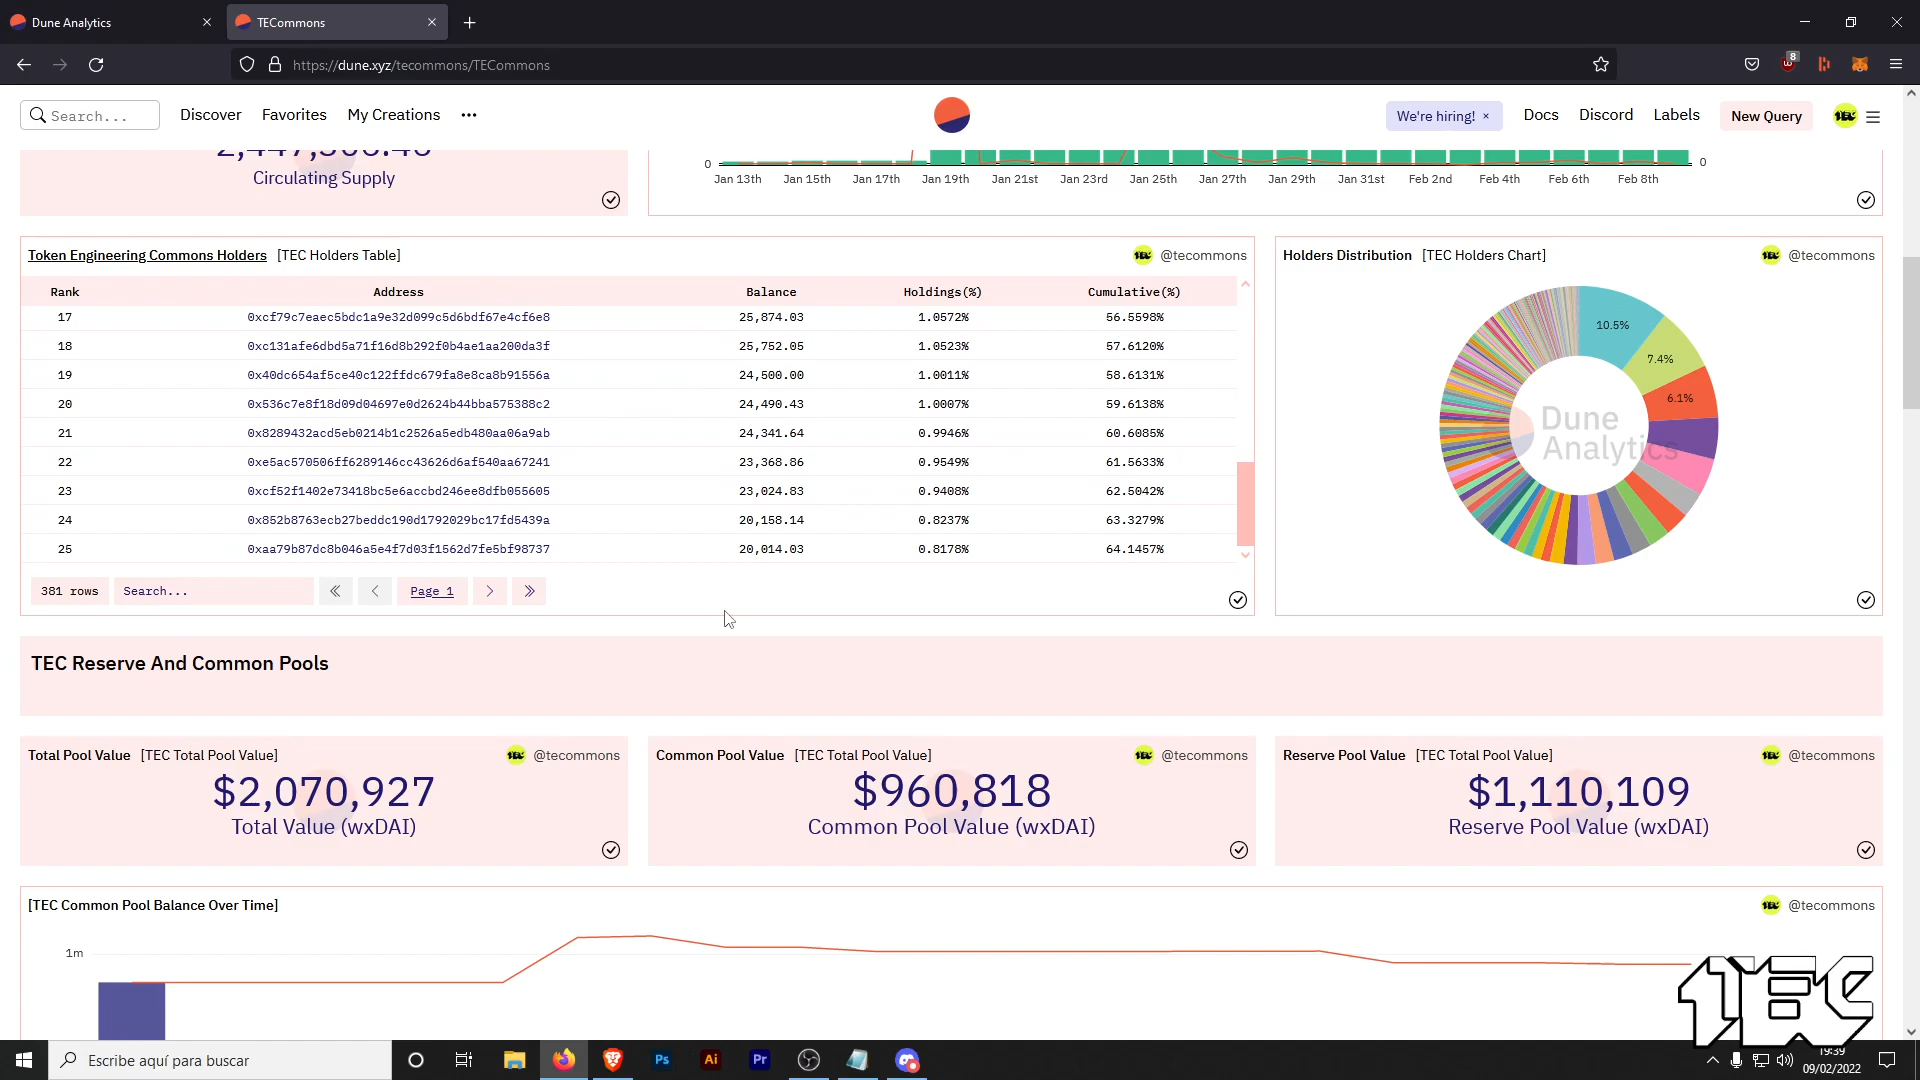 Dune Analytics
TECommons
https://dune.xyz/tecommons/TECommons
8
Search...
Discover
Favorites
My Creations
We're hiring! ×
Docs
Discord
Labels
New Query
Circulating Supply
0
0
Jan 13th Jan 15th Jan 17th Jan 19th Jan 21st Jan 23rd Jan 25th Jan 27th Jan 29th Jan 31st Feb 2nd Feb 4th Feb 6th Feb 8th
Token Engineering Commons Holders [TEC Holders Table]
@tecommons
Rank Address Balance Holdings(%) Cumulative(%)
17 0xcf79c7eaec5bdc1a9e32d099c5d6bdf67e4cf6e8 25,874.03 1.0572% 56.5598%
18 0xc131afe6dbd5a71f16d8b292f0b4ae1aa200da3f 25,752.05 1.0523% 57.6120%
19 0x40dc654af5ce40c122ffdc679fa8e8ca8b91556a 24,500.00 1.0011% 58.6131%
20 0x536c7e8f18d09d04697e0d2624b44bba575388c2 24,490.43 1.0007% 59.6138%
21 0x8289432acd5eb0214b1c2526a5edb480aa06a9ab 24,341.64 0.9946% 60.6085%
22 0xe5ac570506ff6289146cc43626d6af540aa67241 23,368.86 0.9549% 61.5633%
23 0xcf52f1402e73418bc5e6accbd246ee8dfb055605 23,024.83 0.9408% 62.5042%
24 0x852b8763ecb27beddc190d1792029bc17fd5439a 20,158.14 0.8237% 63.3279%
25 0xaa79b87dc8b046a5e4f7d03f1562d7fe5bf98737 20,014.03 0.8178% 64.1457%
381 rows
Search...
Page 1
Holders Distribution [TEC Holders Chart]
@tecommons
10.5%
7.4%
6.1%
Dune
Analytics
TEC Reserve And Common Pools
Total Pool Value [TEC Total Pool Value]
@tecommons
$2,070,927
Total Value (wxDAI)
Common Pool Value [TEC Total Pool Value]
@tecommons
$960,818
Common Pool Value (wxDAI)
Reserve Pool Value [TEC Total Pool Value]
@tecommons
$1,110,109
Reserve Pool Value (wxDAI)
[TEC Common Pool Balance Over Time]
@tecommons
1m
TEC
Escribe aquí para buscar
Ps
Ai
Pr
19:39
09/02/2022